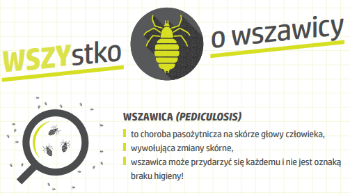 WSZYstko o wszawicy
WSZAWICA (PEDICULOSIS)
to choroba pasożytnicza na skórze głowy człowieka,
wywołująca zmiany skórne,
wszawica może przydarzyć się każdemu i nie jest oznaką
braku higieny!